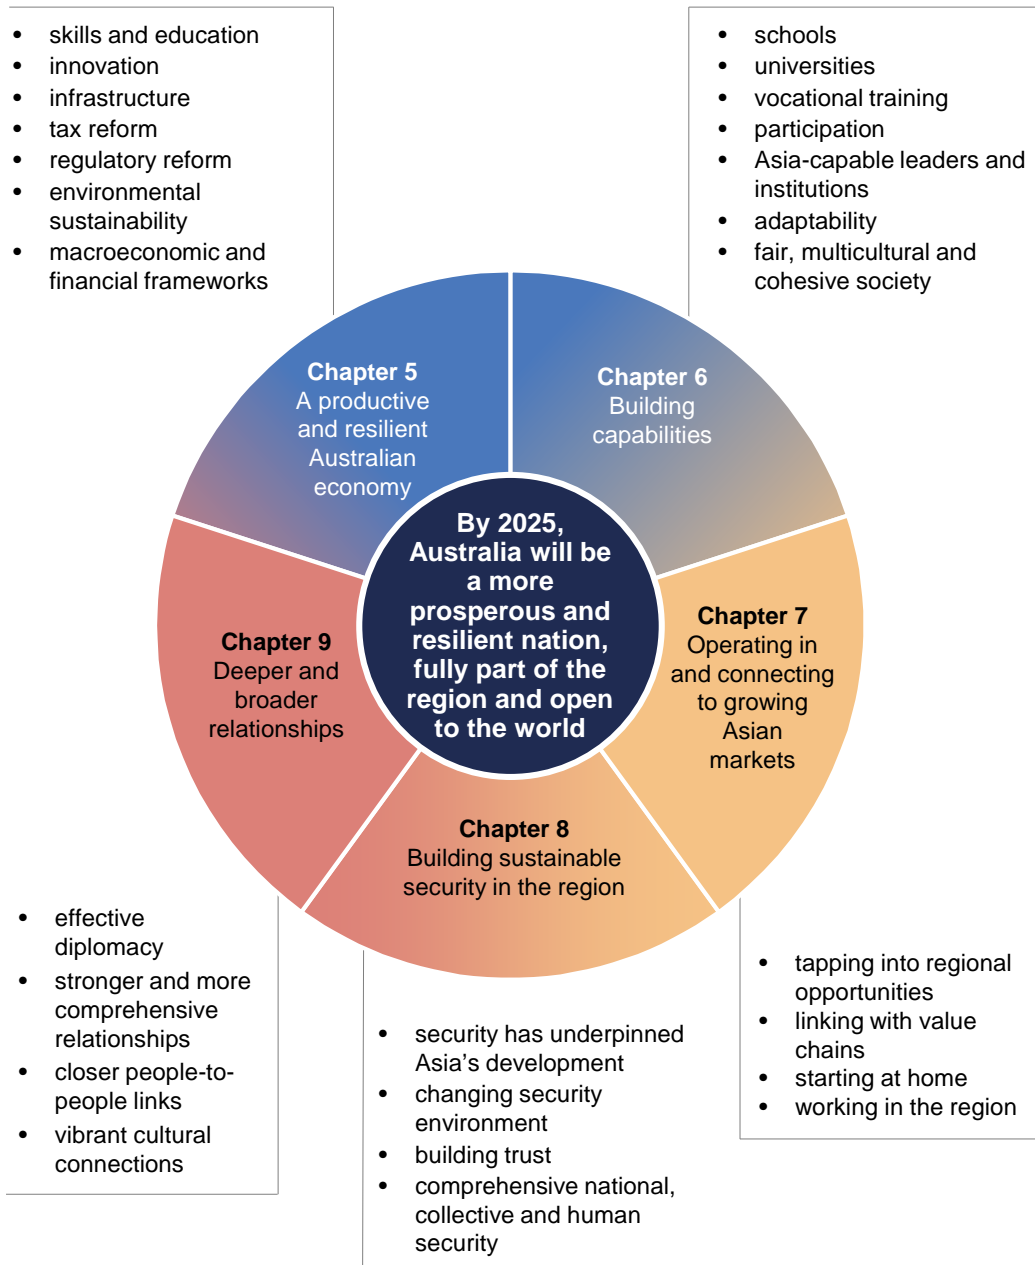 • skills and education
• innovation
• infrastructure
• tax reform
• regulatory reform
• environmental
sustainability
• macroeconomic and
financial frameworks
• schools
• universities
• vocational training
• participation
• Asia-capable leaders and
institutions
• adaptability
• fair, multicultural and
cohesive society
Chapter 5
A productive
and resilient
Australian
economy
Chapter 6
Building
capabilities
By 2025,
Australia will be
a more
prosperous and
resilient nation,
fully part of the
region and open
to the world
Chapter 9
Deeper and
broader
relationships
Chapter 7
Operating in
and connecting
to growing
Asian
markets
Chapter 8
Building sustainable
security in the region
• effective
diplomacy
• stronger and more
comprehensive
relationships
• closer people-to-
people links
• vibrant cultural
connections
• security has underpinned
Asia’s development
• changing security
environment
• building trust
• comprehensive national,
collective and human
security
• tapping into regional
opportunities
• linking with value
chains
• starting at home
• working in the region